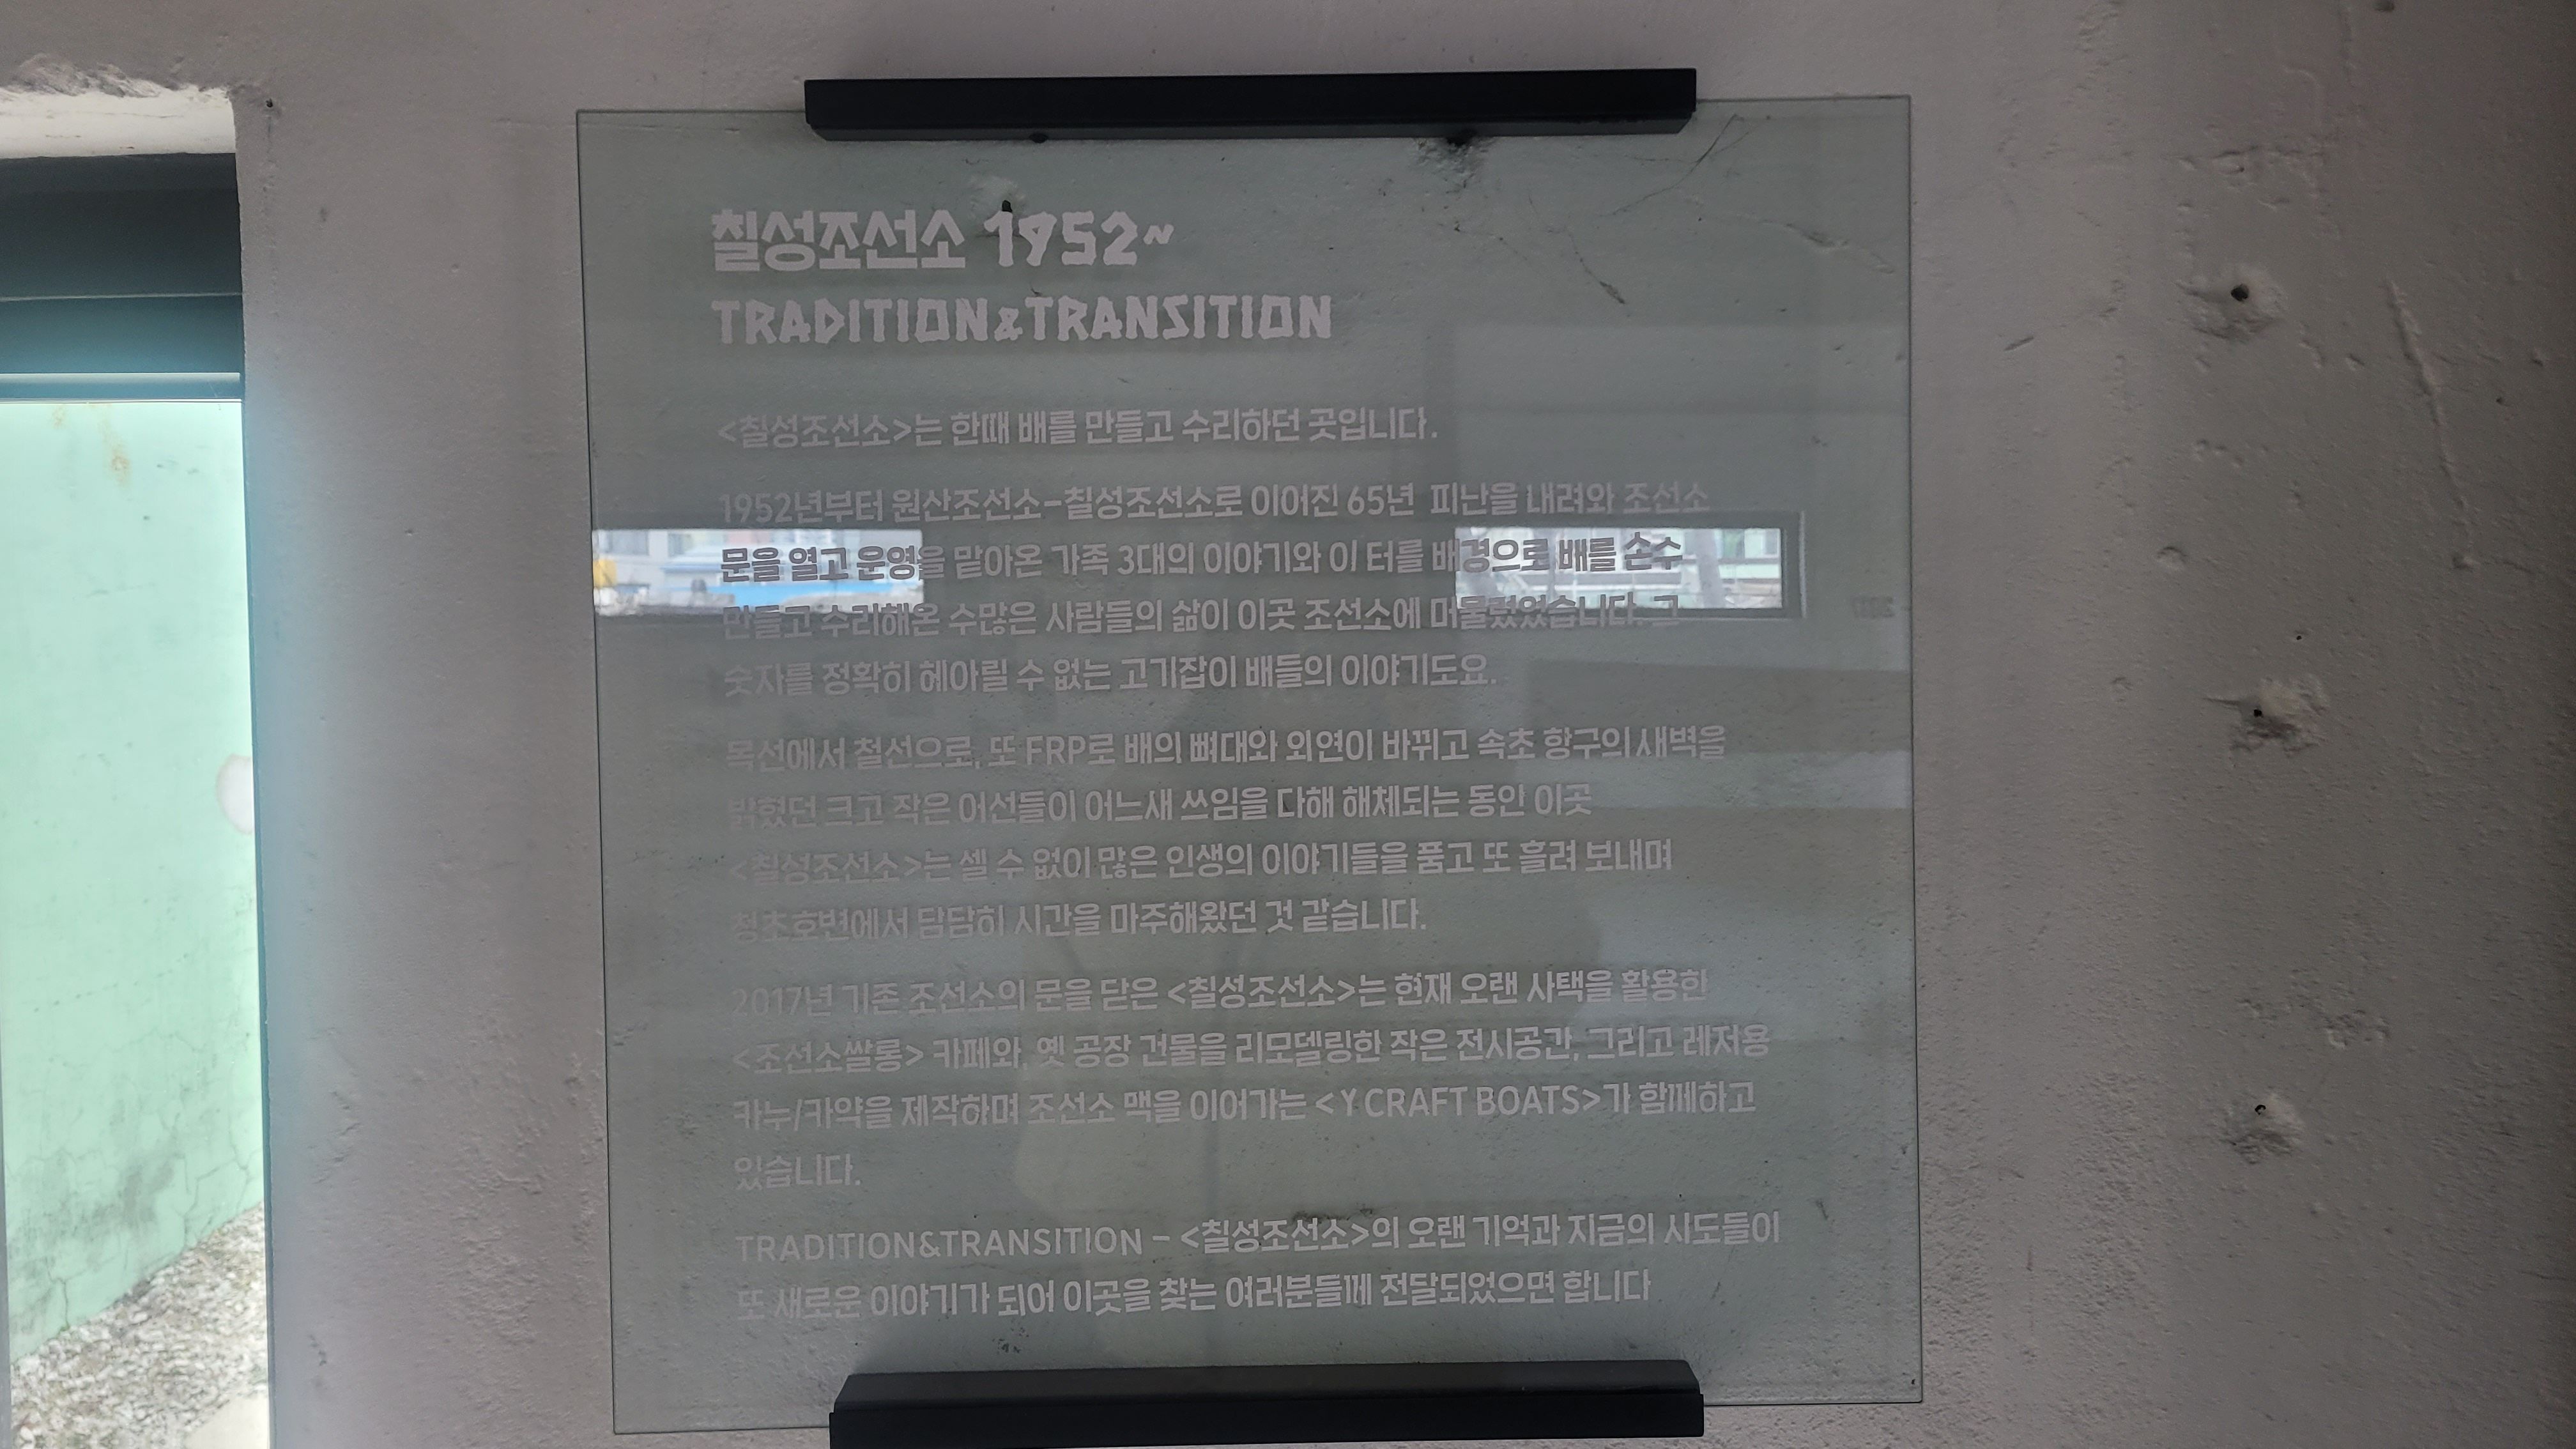 칠성조선소 1952~
TRADITION&TRANSITION
<칠성조선소>는 한때 배를 만들고 수리하던 곳입니다.
1952년부터 원산조선소-칠성조선소로 이어진 65년 피난을 내려와 조선소
문을 열고 운영을 맡아온 가족 3대의 이야기와 이 터를 배경으로 배를 손수
만들고 수리해온 수많은 사람들의 삶이 이곳 조선소에 머물렀었습니다. 그
숫자를 정확히 헤아릴 수 없는 고기잡이 배들의 이야기도요.
목선에서 철선으로, 또 FRP로 배의 뼈대와 외연이 바뀌고 속초 항구의 새벽을
밝혔던 크고 작은 어선들이 어느새 쓰임을 다해 해체되는 동안 이곳
<칠성조선소>는 셀 수 없이 많은 인생의 이야기들을 품고 또 흘려 보내며
청초호변에서 담담히 시간을 마주해왔던 것 같습니다.
2017년 기존 조선소의 문을 닫은 <칠성조선소>는 현재 오랜 사택을 활용한
<조선소쌀롱> 카페와, 옛 공장 건물을 리모델링한 작은 전시공간, 그리고 레저용
카누/카약을 제작하며 조선소 맥을 이어가는 <Y CRAFT BOATS>가 함께하고
있습니다.
TRADITION&TRANSITION - <칠성조선소>의 오랜 기억과 지금의 시도들이
또 새로운 이야기가 되어 이곳을 찾는 여러분들께 전달되었으면 합니다